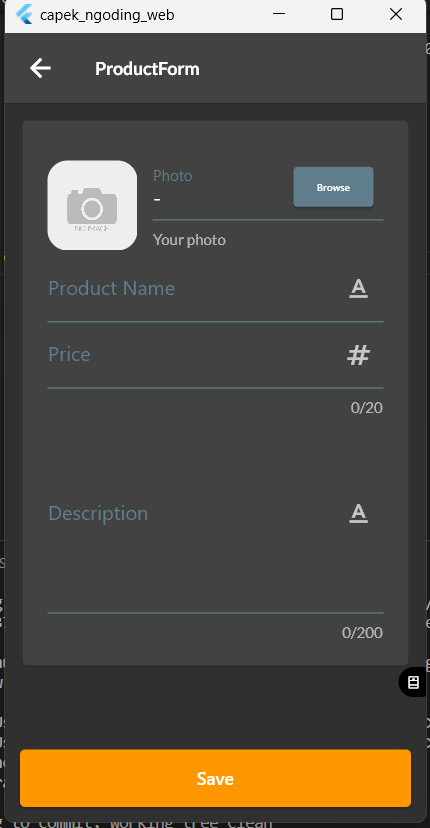 capek_ngoding_web
ProductForm
Photo
-
Browse
NO IMAGE
Your photo
Product Name
A
Price
#
0/20
Description
A
0/200
Save
to commit, working tree clean